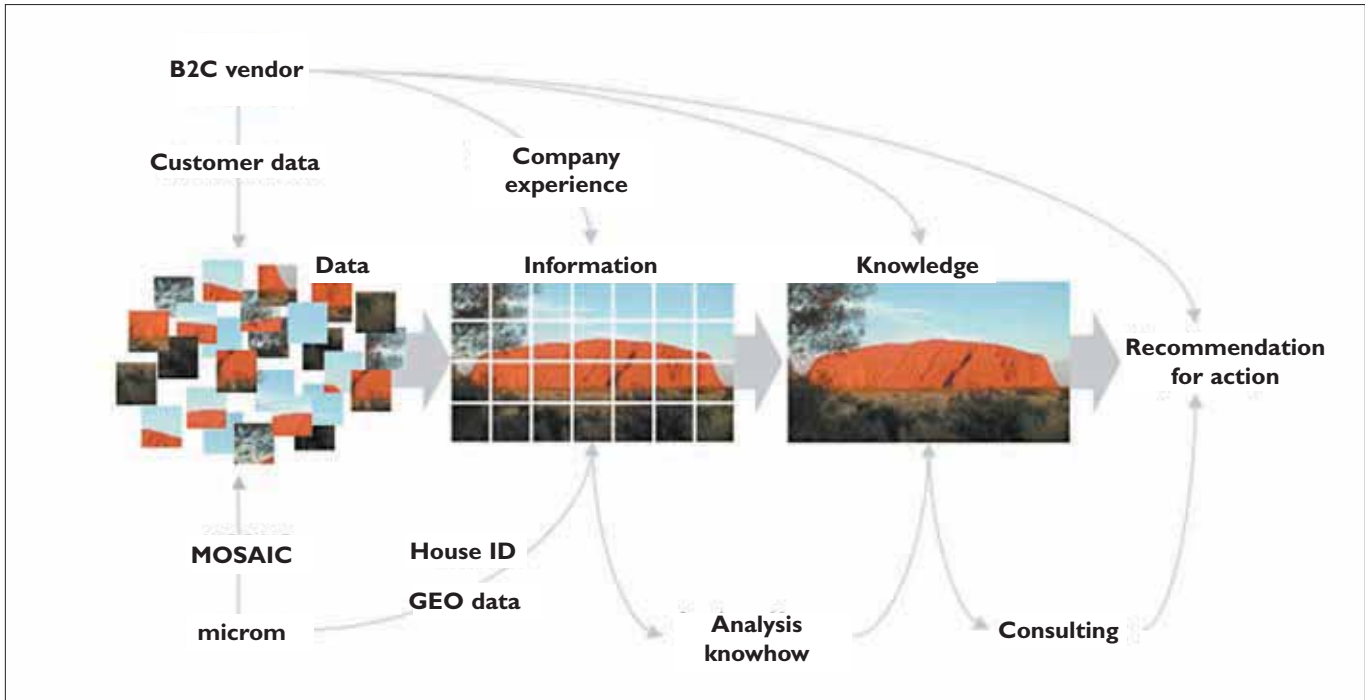 B2C vendor
Customer data
Company
experience
Data
Information
Knowledge
Recommendation
for action
MOSAIC
House ID
GEO data
microm
Analysis
knowhow
Consulting